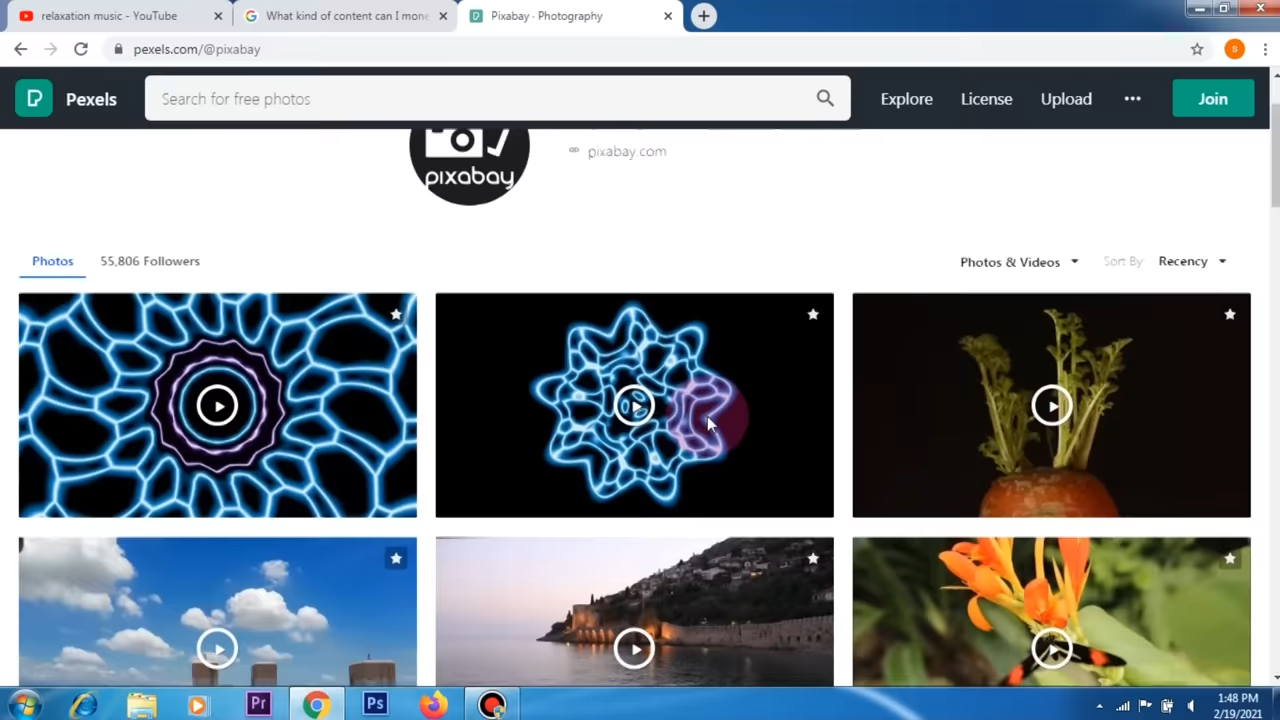 relaxation music - YouTube
What kind of content can I mone
Pixabay · Photography
pexels.com/@pixabay
S
Pexels
Search for free photos
Explore
License
Upload
Join
pixabay
pixabay.com
Photos
55,806 Followers
Photos & Videos
Sort By
Recency
Pr
Ps
1:48 PM
2/19/2021